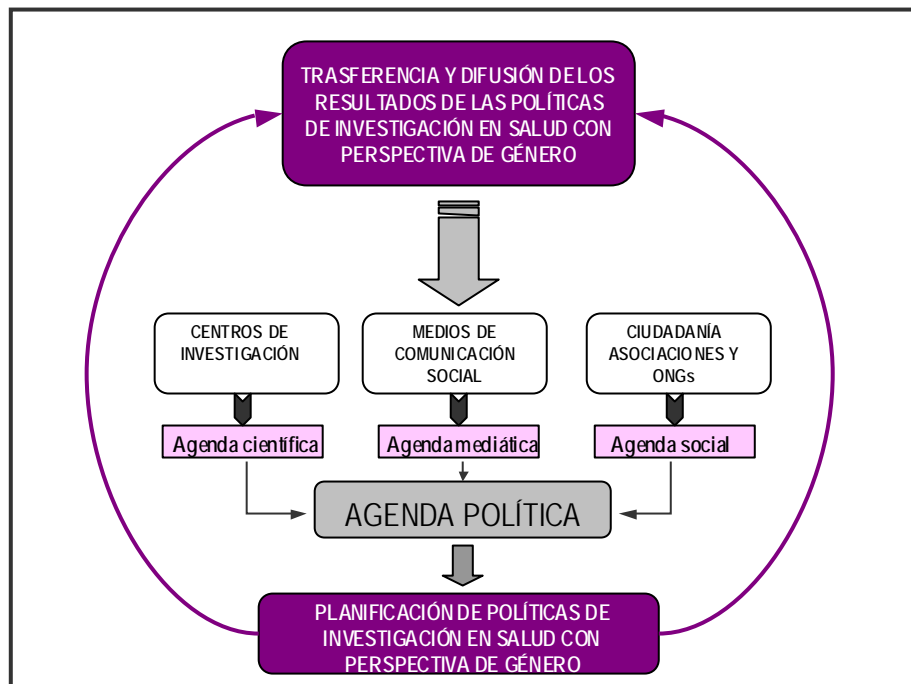 TRASFERENCIA Y DIFUSIÓN DE LOS
RESULTADOS DE LAS POLÍTICAS
DE INVESTIGACIÓN EN SALUD CON
PERSPECTIVA DE GÉNERO
CENTROS DE
INVESTIGACIÓN
MEDIOS DE
COMUNICACIÓN
SOCIAL
CIUDADANÍA
ASOCIACIONES Y
ONGs
Agenda científica
Agenda mediática
Agenda social
AGENDA POLÍTICA
PLANIFICACIÓN DE POLÍTICAS DE
INVESTIGACIÓN EN SALUD CON
PERSPECTIVA DE GÉNERO